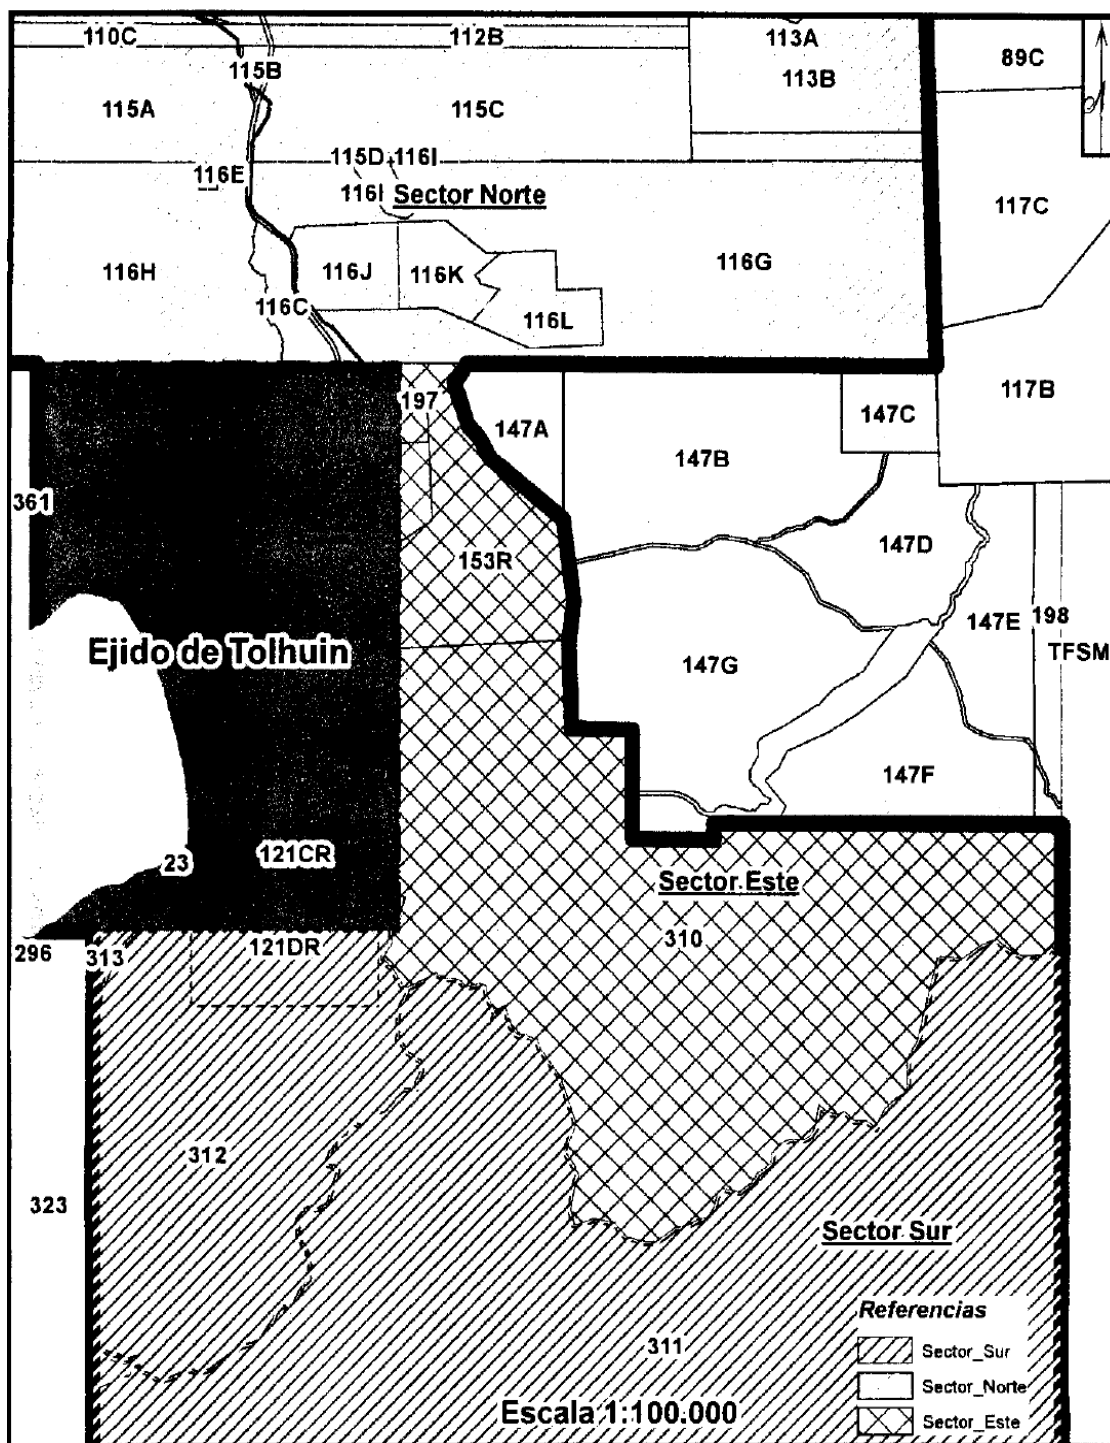 110C
112B
113A
89C
115B
113B
115A
115C
115D
116I
116E
116I
Sector Norte
117C
116H
116J
116K
116G
116C
116L
197
147A
147C
117B
147B
361
147D
153R
147E
198
Ejido de Tolhuin
147G
TFSM
147F
23
121CR
Sector Este
310
296
313
121DR
312
323
Sector Sur
Referencias
311
Sector_Sur
Sector_Norte
Escala 1:100.000
Sector_Este